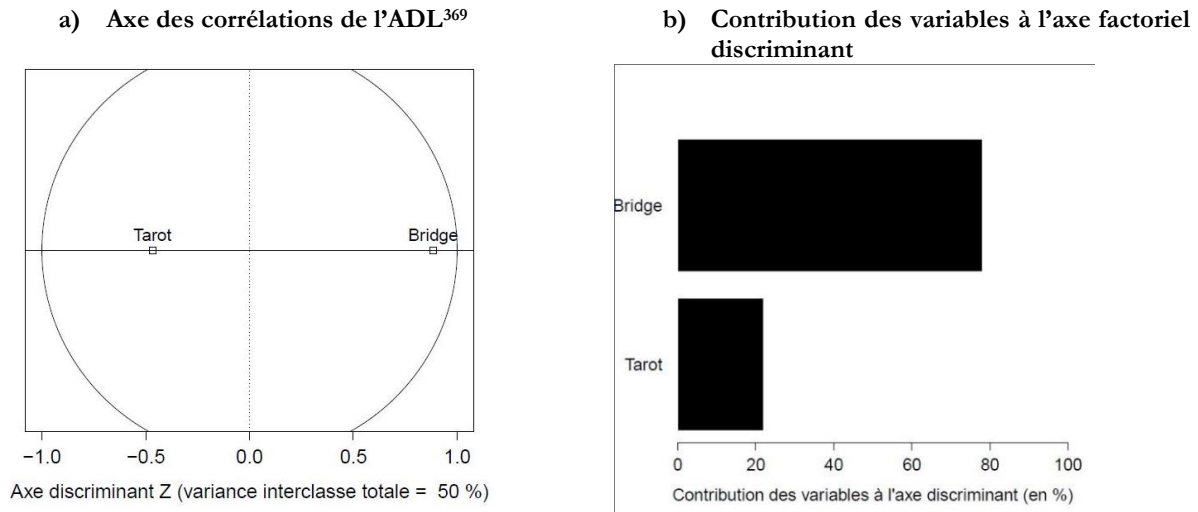 a) Axe des corrélations de l'ADL369
Tarot
Bridge
−1.0 −0.5 0.0 0.5 1.0
Axe discriminant Z (variance interclasse totale = 50 %)
b) Contribution des variables à l'axe factoriel
discriminant
Bridge
Tarot
0 20 40 60 80 100
Contribution des variables à l'axe discriminant (en %)